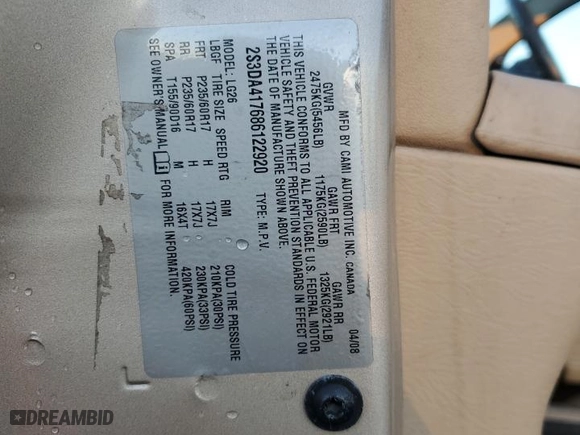 MFD BY CAMI AUTOMOTIVE INC. CANADA 04/08
GVWR GAWR FRT GAWR RR
2475KG(5456LB) 1175KG(2590LB) 1325KG(2921LB)
THIS VEHICLE CONFORMS TO ALL APPLICABLE U.S. FEDERAL MOTOR
VEHICLE SAFETY AND THEFT PREVENTION STANDARDS IN EFFECT ON
THE DATE OF MANUFACTURE SHOWN ABOVE.
2S3DA417686122920 TYPE: M.P.V.
MODEL: LG26
LBGF TIRE SIZE SPEED RTG RIM COLD TIRE PRESSURE
FRT P235/60R17 H 17X7J 210KPA(30PSI)
RR P235/60R17 H 17X7J 230KPA(33PSI)
SPA T155/90D16 M 16X4T 420KPA(60PSI)
SEE OWNER'S MANUAL FOR MORE INFORMATION.
DREAMBID